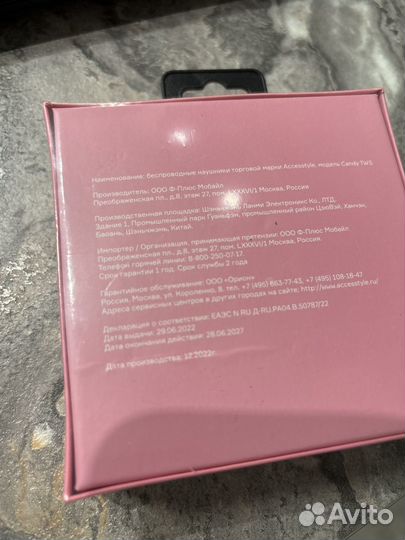 Наименование: беспроводные наушники торговой марки Accesstyle, модель Candy TWS
Производитель: ООО Ф-Плюс Мобайл
Преображенская пл., д.8, этаж 27, пом. LXXXVI/1 Москва, Россия
Производственная площадка: Шэньчжэнь Ланми Электроникс Ко., ЛТД.
Здание 1, Промышленный парк Гуаньфэн, промышленный район Цзювэй, Ханчэн,
Баоань, Шэньчжэнь, Китай.
Импортер / Организация, принимающая претензии: ООО Ф-Плюс Мобайл
Преображенская пл., д.8, этаж 27, пом. LXXXVI/1 Москва, Россия
Телефон горячей линии: 8-800-250-07-17
Срок гарантии 1 год. Срок службы 2 года
Гарантийное обслуживание: ООО «Орион»
Россия, Москва, ул. Короленко, 8. тел. +7 (495) 663-77-43, +7 (495) 108-18-47
Адреса сервисных центров в других городах на сайте: http://www.accesstyle.ru/
Декларация о соответствии: ЕАЭС N RU Д-RU.РА04.В.50787/22
Дата выдачи: 29.06.2022
Дата окончания действия: 28.06.2027
Дата производства: 12.2022г.
Avito